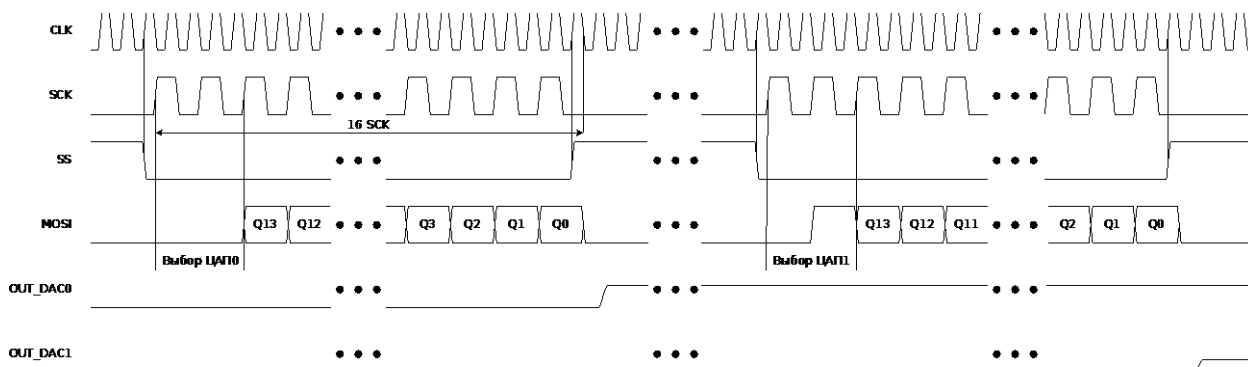 CLK
SCK
16 SCK
SS
MOSI Q13 Q12 Q3 Q2 Q1 Q0 Q13 Q12 Q11 Q2 Q1 Q0
Выбор ЦАП0 Выбор ЦАП1
OUT_DAC0
OUT_DAC1